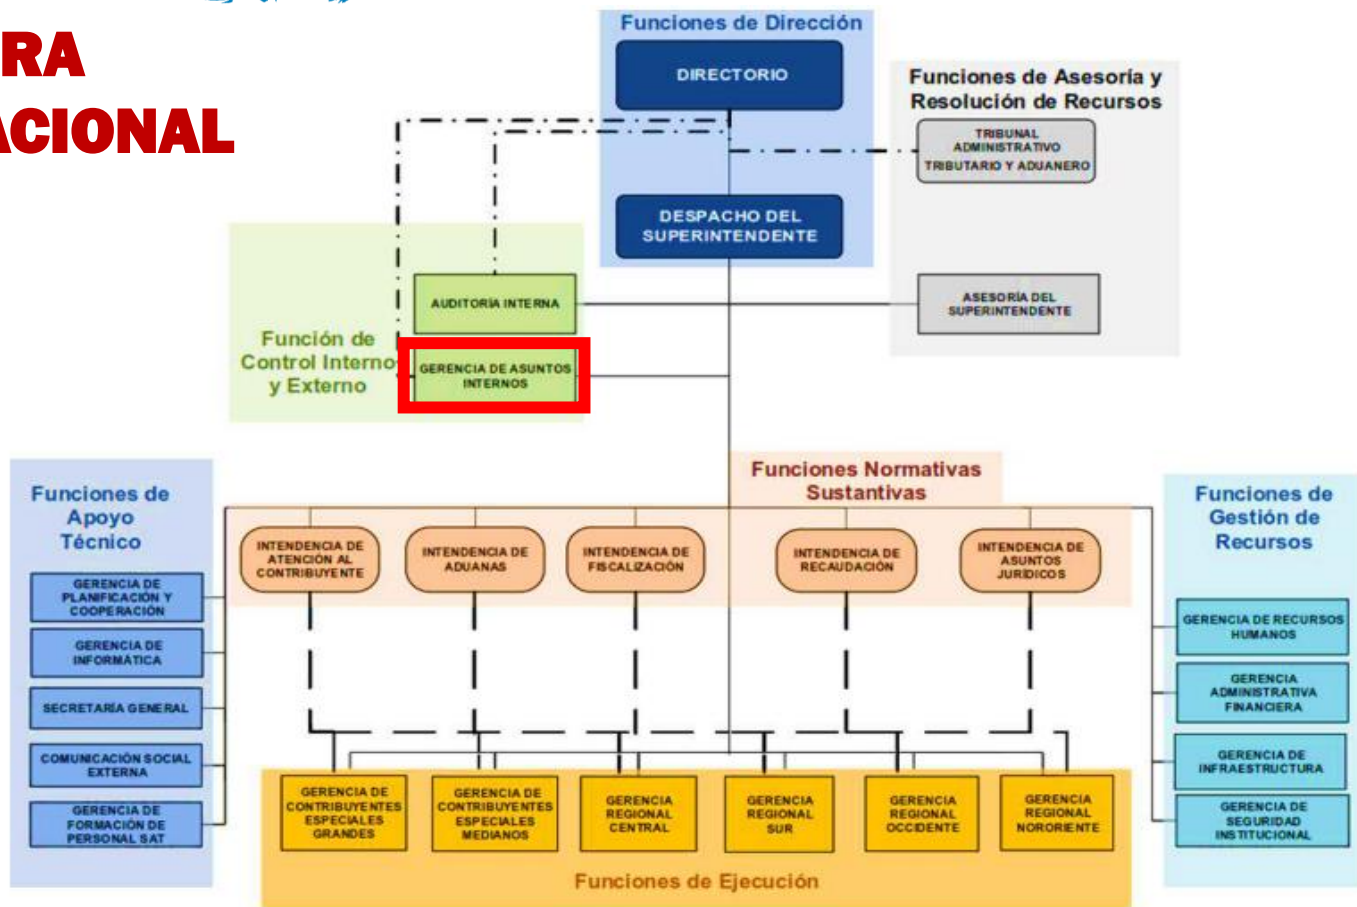 RA
ACIONAL
Funciones de Dirección
DIRECTORIO
DESPACHO DEL
SUPERINTENDENTE
Funciones de Asesoría y
Resolución de Recursos
TRIBUNAL
ADMINISTRATIVO
TRIBUTARIO Y ADUANERO
ASESORÍA DEL
SUPERINTENDENTE
AUDITORÍA INTERNA
Función de
Control Interno
y Externo
GERENCIA DE ASUNTOS
INTERNOS
Funciones Normativas
Sustantivas
INTENDENCIA DE
ATENCIÓN AL
CONTRIBUYENTE
INTENDENCIA DE
ADUANAS
INTENDENCIA DE
FISCALIZACIÓN
INTENDENCIA DE
RECAUDACIÓN
INTENDENCIA DE
ASUNTOS
JURÍDICOS
Funciones de
Apoyo
Técnico
GERENCIA DE
PLANIFICACIÓN Y
COOPERACIÓN
GERENCIA DE
INFORMÁTICA
SECRETARÍA GENERAL
COMUNICACIÓN SOCIAL
EXTERNA
GERENCIA DE
FORMACIÓN DE
PERSONAL SAT
Funciones de
Gestión de
Recursos
GERENCIA DE RECURSOS
HUMANOS
GERENCIA
ADMINISTRATIVA
FINANCIERA
GERENCIA DE
INFRAESTRUCTURA
GERENCIA DE
SEGURIDAD
INSTITUCIONAL
GERENCIA DE
CONTRIBUYENTES
ESPECIALES
GRANDES
GERENCIA DE
CONTRIBUYENTES
ESPECIALES
MEDIANOS
GERENCIA
REGIONAL
CENTRAL
GERENCIA
REGIONAL
SUR
GERENCIA
REGIONAL
OCCIDENTE
GERENCIA
REGIONAL
NORORIENTE
Funciones de Ejecución